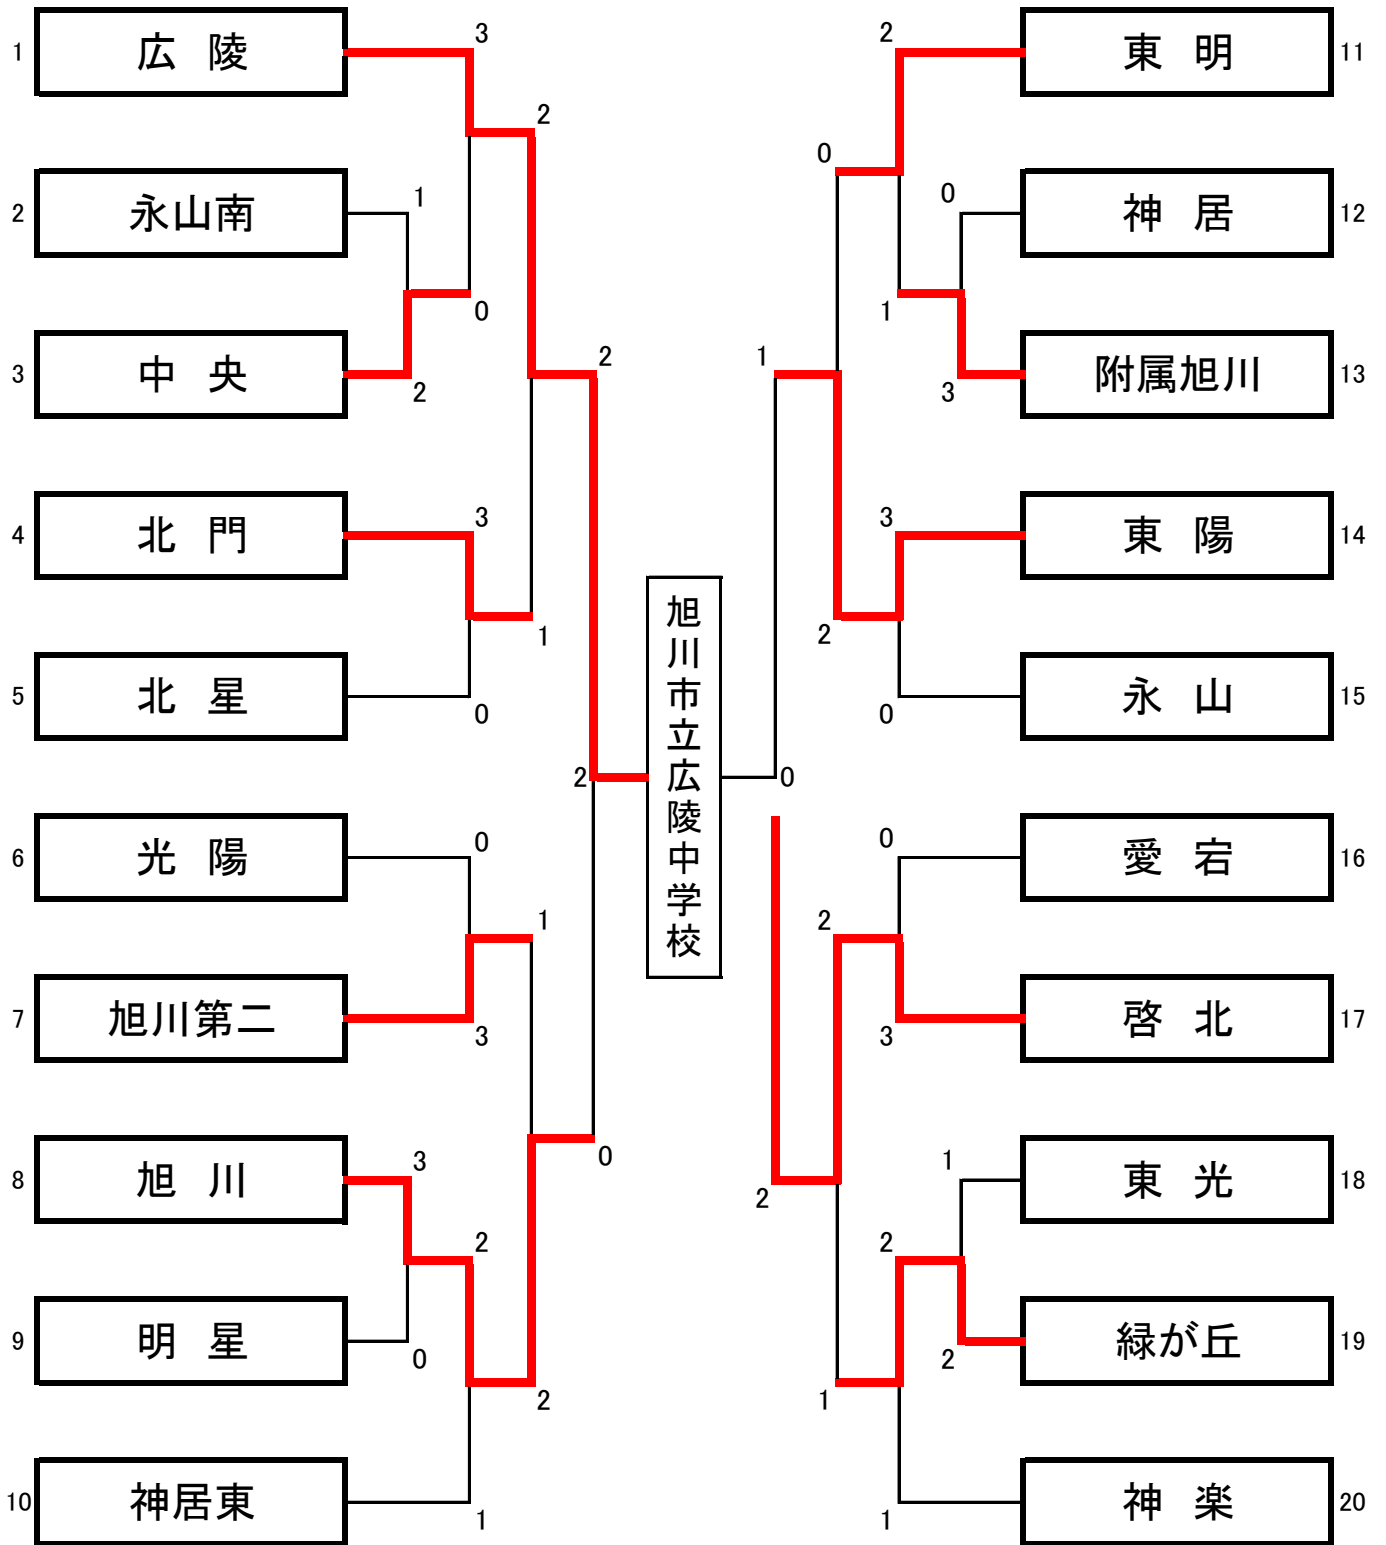 1 広 陵
2 永山南
3 中 央
4 北 門
5 北 星
6 光 陽
7 旭川第二
8 旭 川
9 明 星
10 神居東
3
1
0
2
3
0
0
3
3
2
0
1
2
1
1
2
2
0
2
旭川市立広陵中学校
0
1
2
0
2
2
1
2
0
1
3
3
0
0
3
1
2
2
1
東 明 11
神 居 12
附属旭川 13
東 陽 14
永 山 15
愛 宕 16
啓 北 17
東 光 18
緑が丘 19
神 楽 20